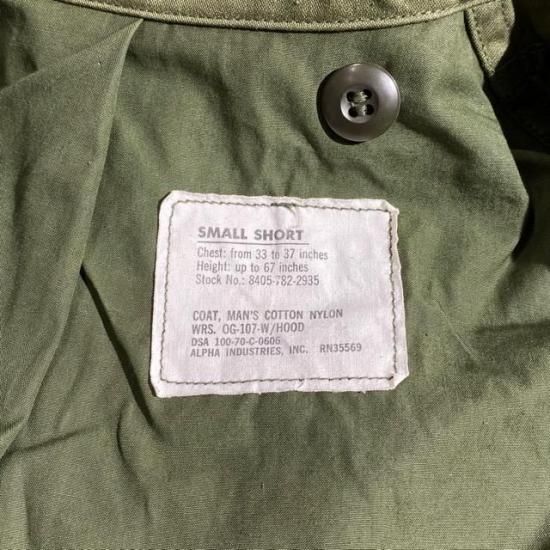 SMALL SHORT
Chest: from 33 to 37 inches
Height: up to 67 inches
Stock No.: 8405-782-2935
COAT, MAN'S COTTON NYLON
WRS. OG-107-W/HOOD
DSA 100-70-C-0606
ALPHA INDUSTRIES, INC. RN35569